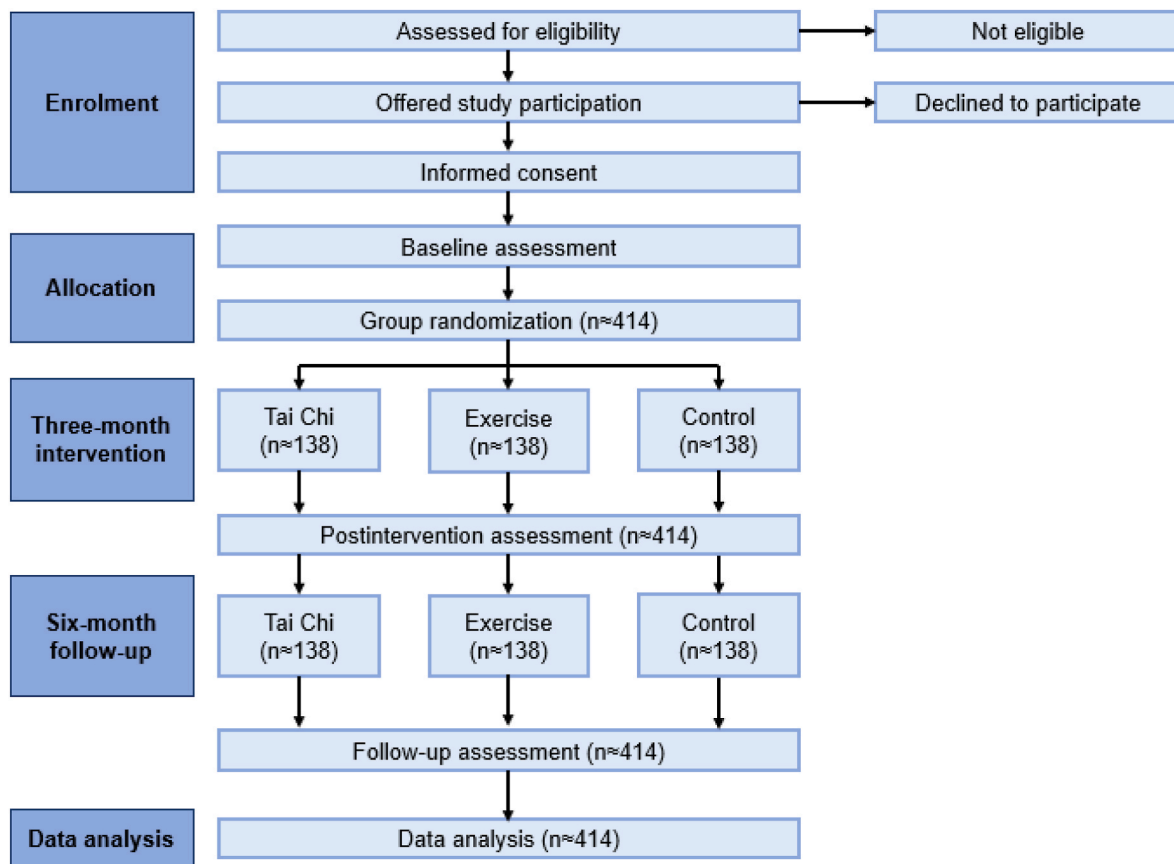 Enrolment
Assessed for eligibility
Not eligible
Offered study participation
Declined to participate
Informed consent
Allocation
Baseline assessment
Group randomization (n≈414)
Three-month
intervention
Tai Chi
(n≈138)
Exercise
(n≈138)
Control
(n≈138)
Postintervention assessment (n≈414)
Six-month
follow-up
Tai Chi
(n≈138)
Exercise
(n≈138)
Control
(n≈138)
Follow-up assessment (n≈414)
Data analysis
Data analysis (n≈414)